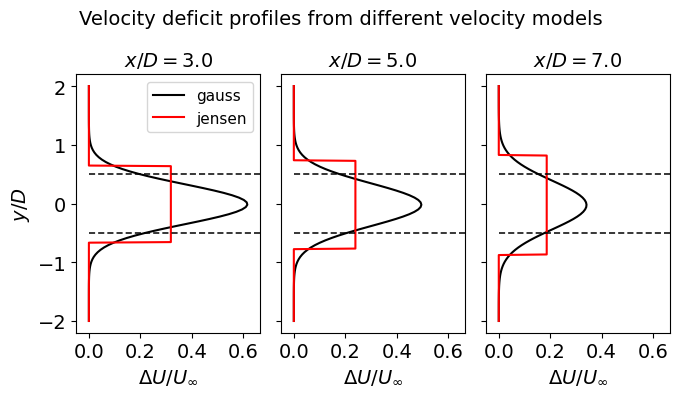 Velocity deficit profiles from different velocity models
x/D = 3.0
x/D = 5.0
x/D = 7.0
gauss
jensen
y/D
2
1
0
−1
−2
0.0 0.2 0.4 0.6
0.0 0.2 0.4 0.6
0.0 0.2 0.4 0.6
ΔU/U∞
ΔU/U∞
ΔU/U∞